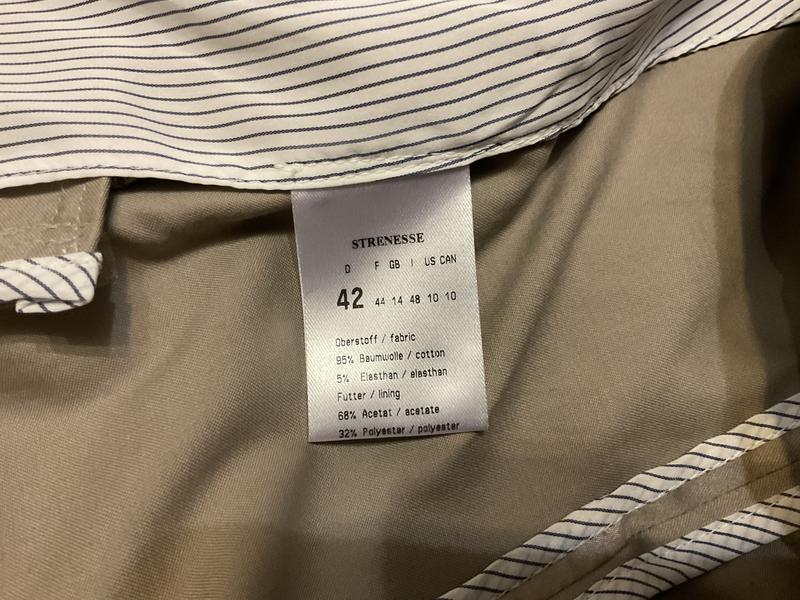 STRENESSE
D F GB I US CAN
42 44 14 48 10 10
Oberstoff / fabric
95% Baumwolle / cotton
5% Elasthan / elasthan
Futter / lining
68% Acetat / acetate
32% Polyester / polyester